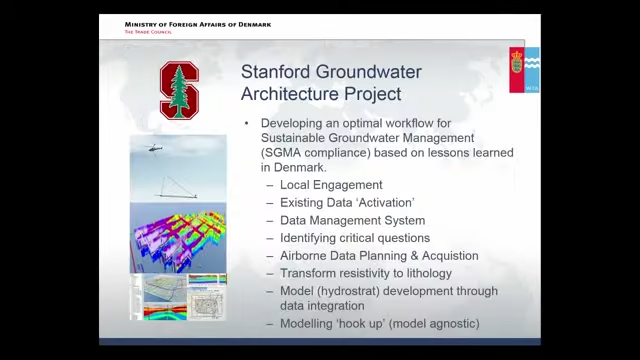 MINISTRY OF FOREIGN AFFAIRS OF DENMARK
THE TRADE COUNCIL
Stanford Groundwater
Architecture Project
• Developing an optimal workflow for
Sustainable Groundwater Management
(SGMA compliance) based on lessons learned
in Denmark.
– Local Engagement
– Existing Data ‘Activation’
– Data Management System
– Identifying critical questions
– Airborne Data Planning & Acquistion
– Transform resistivity to lithology
– Model (hydrostrat) development through
data integration
– Modelling ‘hook up’ (model agnostic)